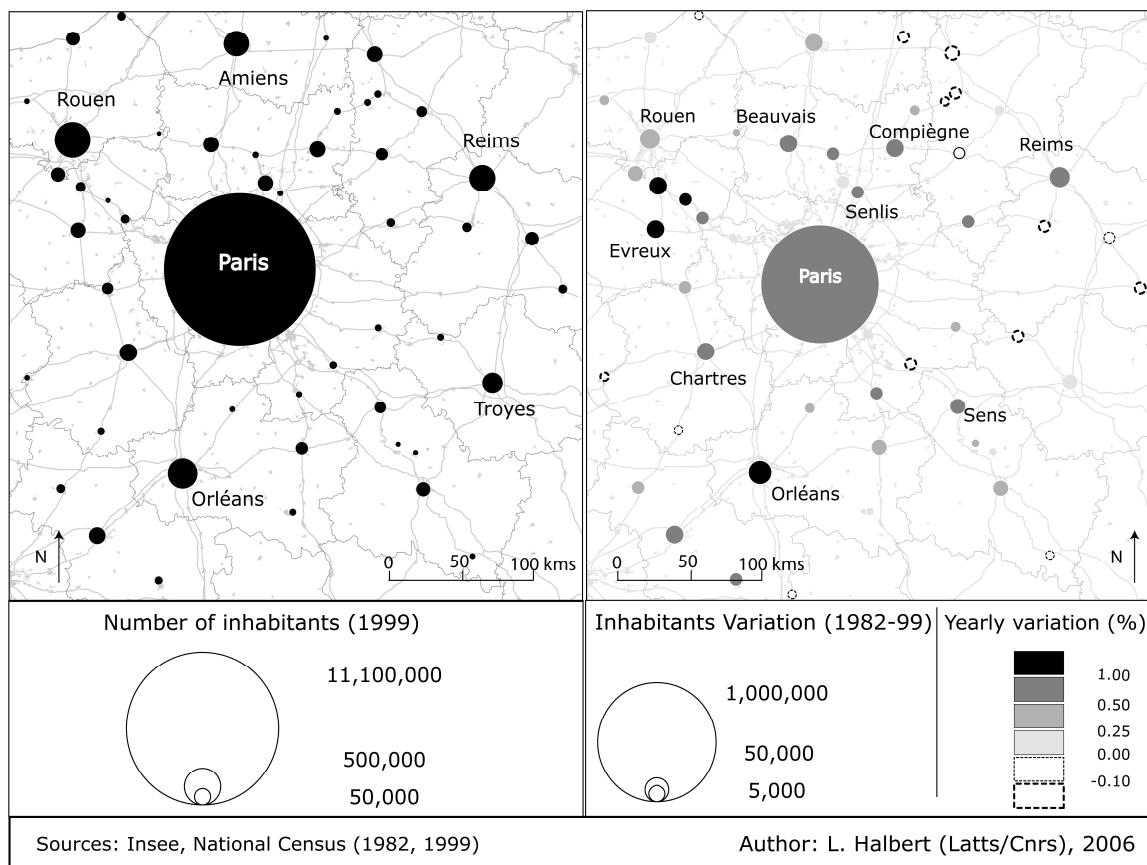 Amiens
Rouen
Reims
Paris
Troyes
Orléans
N
0 50 100 kms
Rouen
Beauvais
Compiègne
Reims
Senlis
Evreux
Paris
Chartres
Sens
Orléans
0 50 100 kms
N
Number of inhabitants (1999)
11,100,000
500,000
50,000
Inhabitants Variation (1982-99)
1,000,000
50,000
5,000
Yearly variation (%)
1.00
0.50
0.25
0.00
-0.10
Sources: Insee, National Census (1982, 1999)
Author: L. Halbert (Latts/Cnrs), 2006